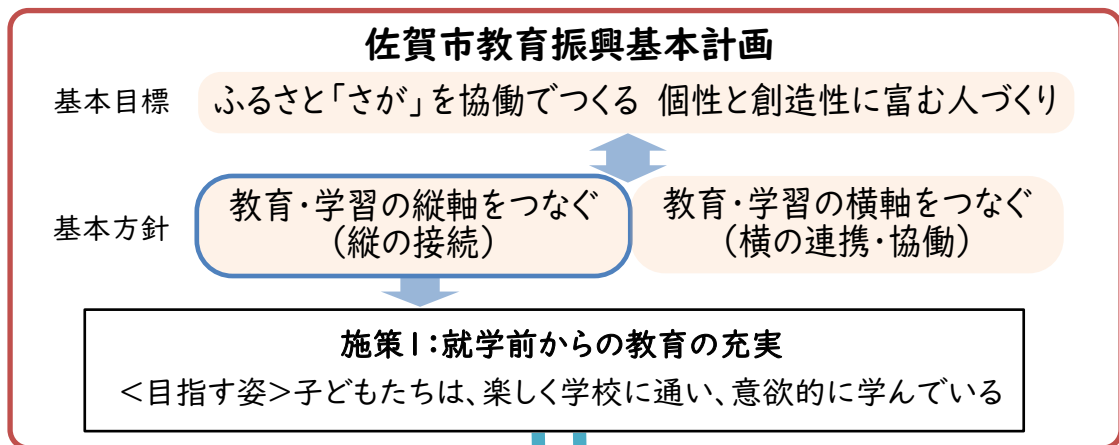 佐賀市教育振興基本計画
基本目標
ふるさと「さが」を協働でつくる 個性と創造性に富む人づくり
基本方針
教育・学習の縦軸をつなぐ
(縦の接続)
教育・学習の横軸をつなぐ
(横の連携・協働)
施策1:就学前からの教育の充実
<目指す姿>子どもたちは、楽しく学校に通い、意欲的に学んでいる